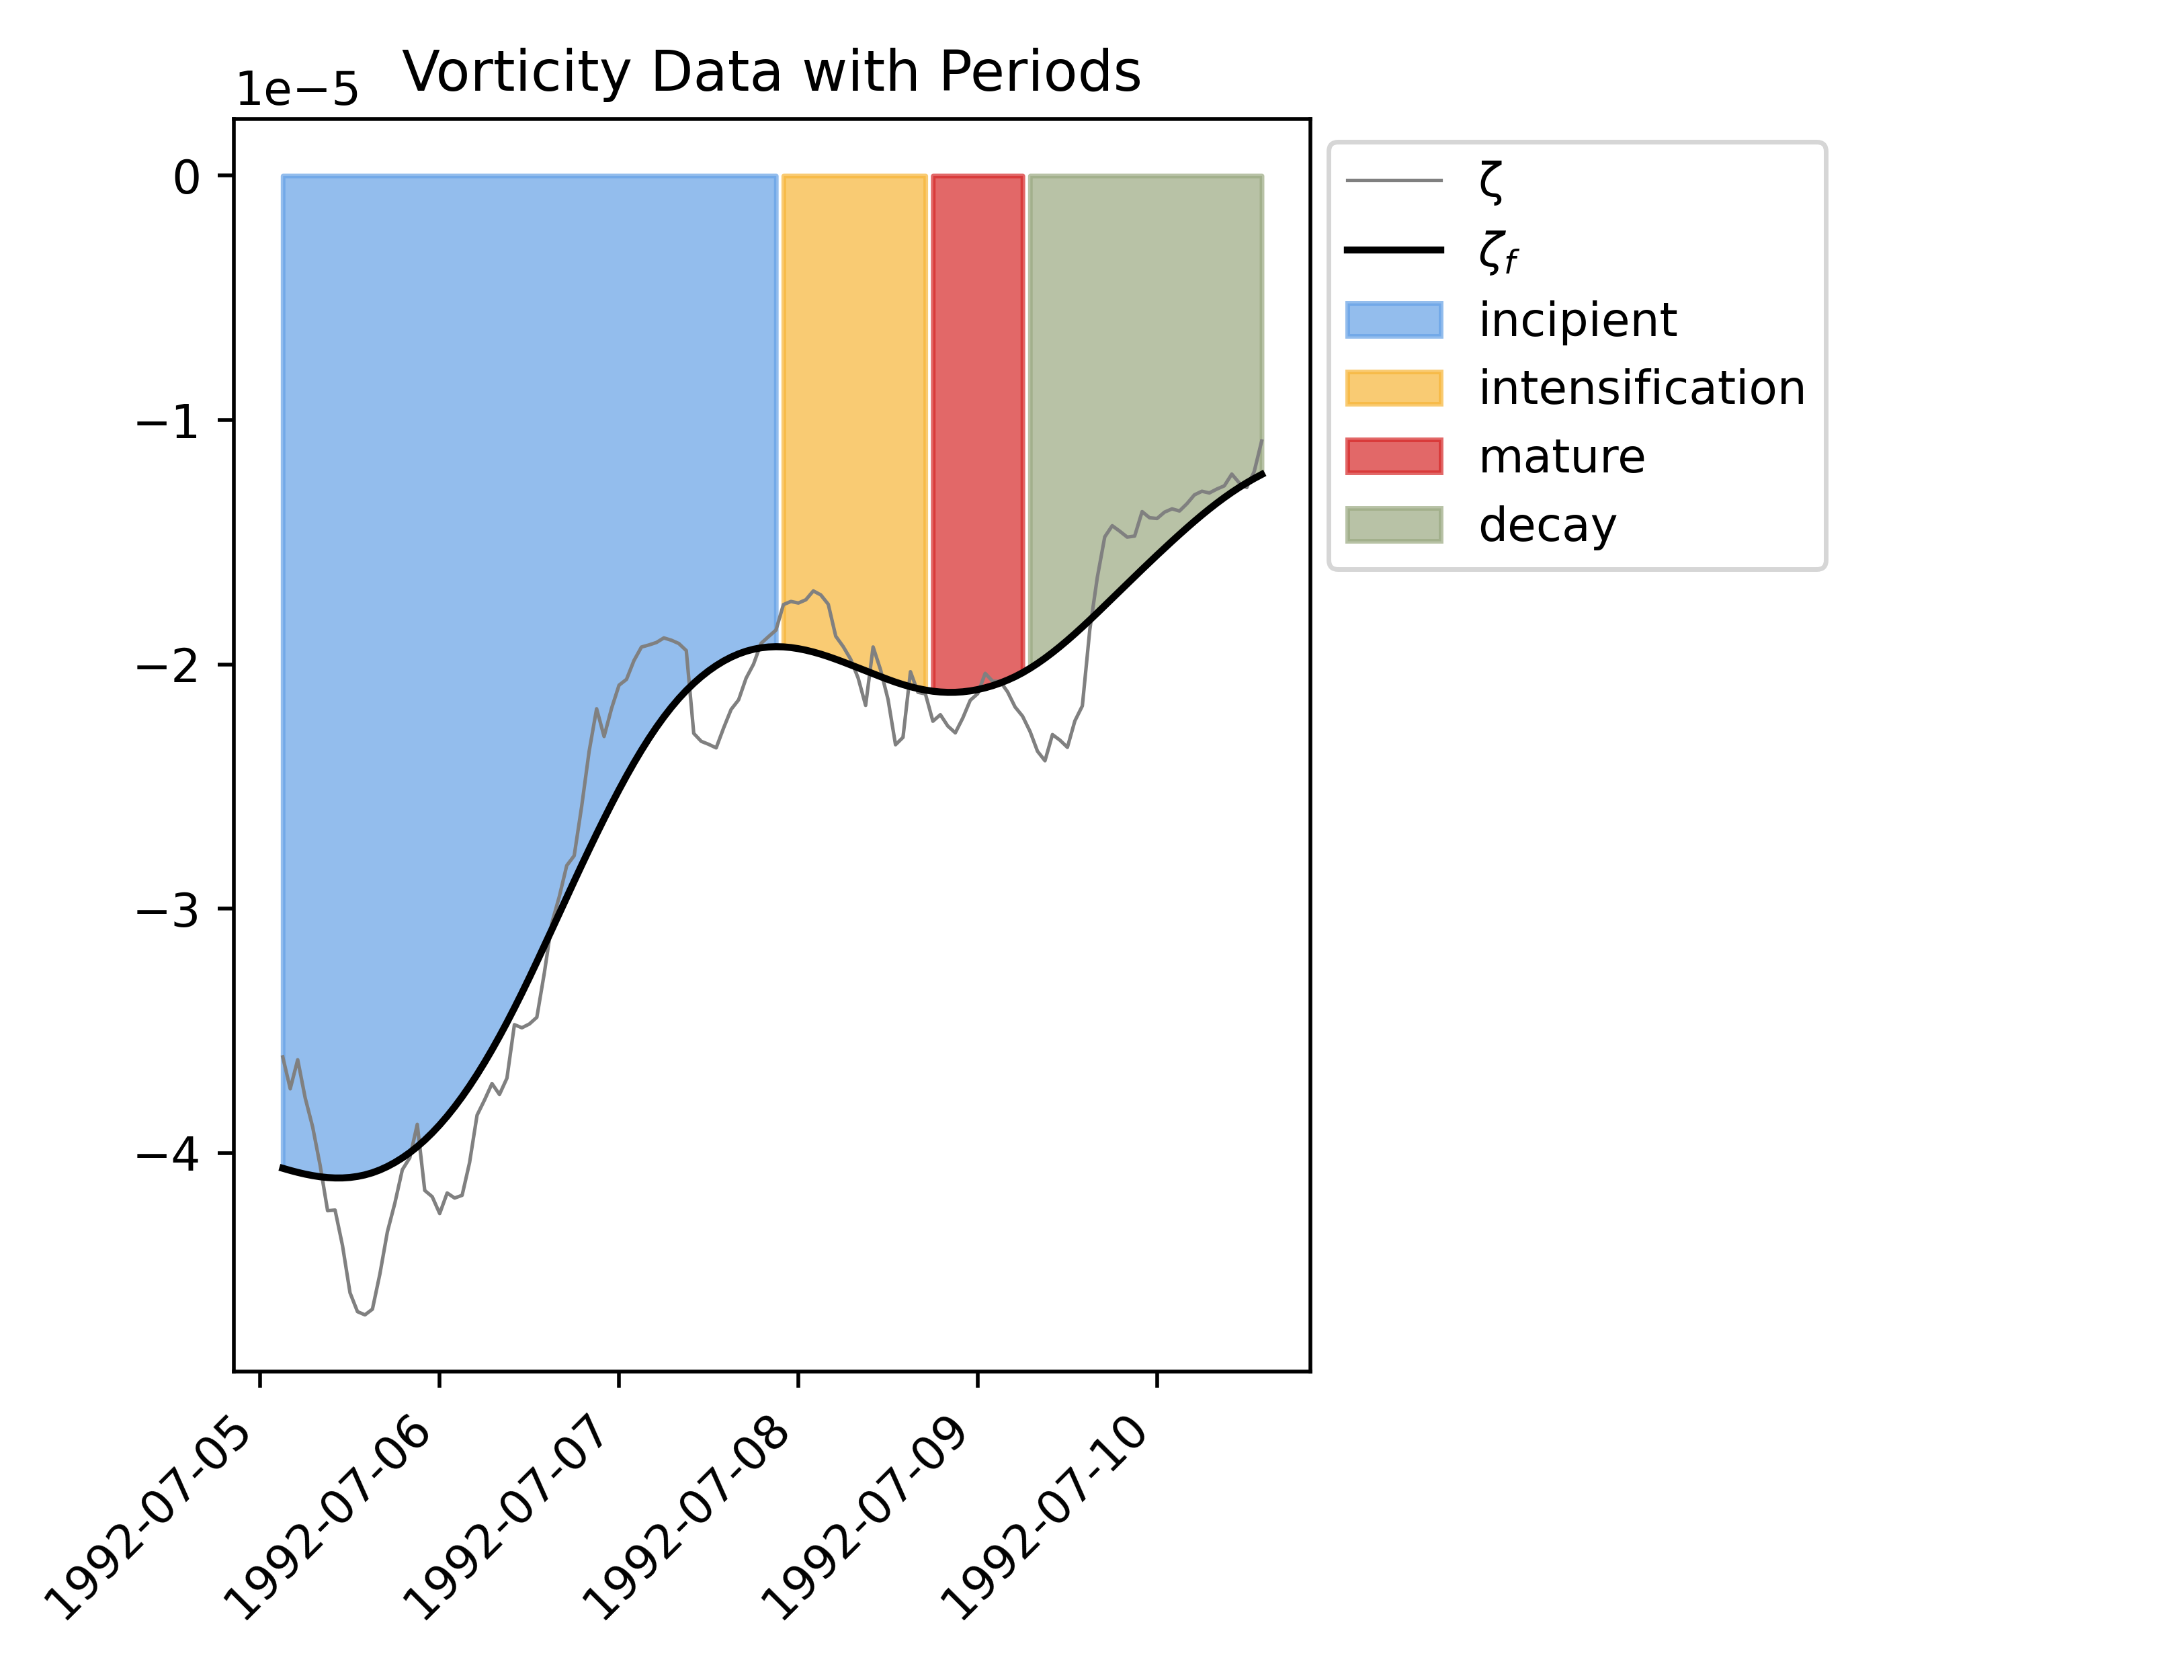 Vorticity Data with Periods
1e−5
0
−1
−2
−3
−4
1992-07-05
1992-07-06
1992-07-07
1992-07-08
1992-07-09
1992-07-10
ζ
ζf
incipient
intensification
mature
decay